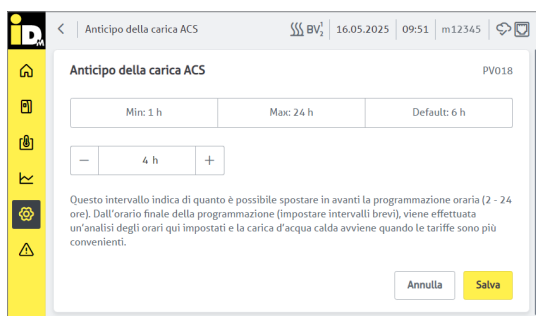 iDM
Anticipo della carica ACS BV½ 16.05.2025 09:51 m12345
Anticipo della carica ACS PV018
Min: 1 h Max: 24 h Default: 6 h
− 4 h +
Questo intervallo indica di quanto è possibile spostare in avanti la programmazione oraria (2 - 24
ore). Dall'orario finale della programmazione (impostare intervalli brevi), viene effettuata
un'analisi degli orari qui impostati e la carica d'acqua calda avviene quando le tariffe sono più
convenienti.
Annulla Salva